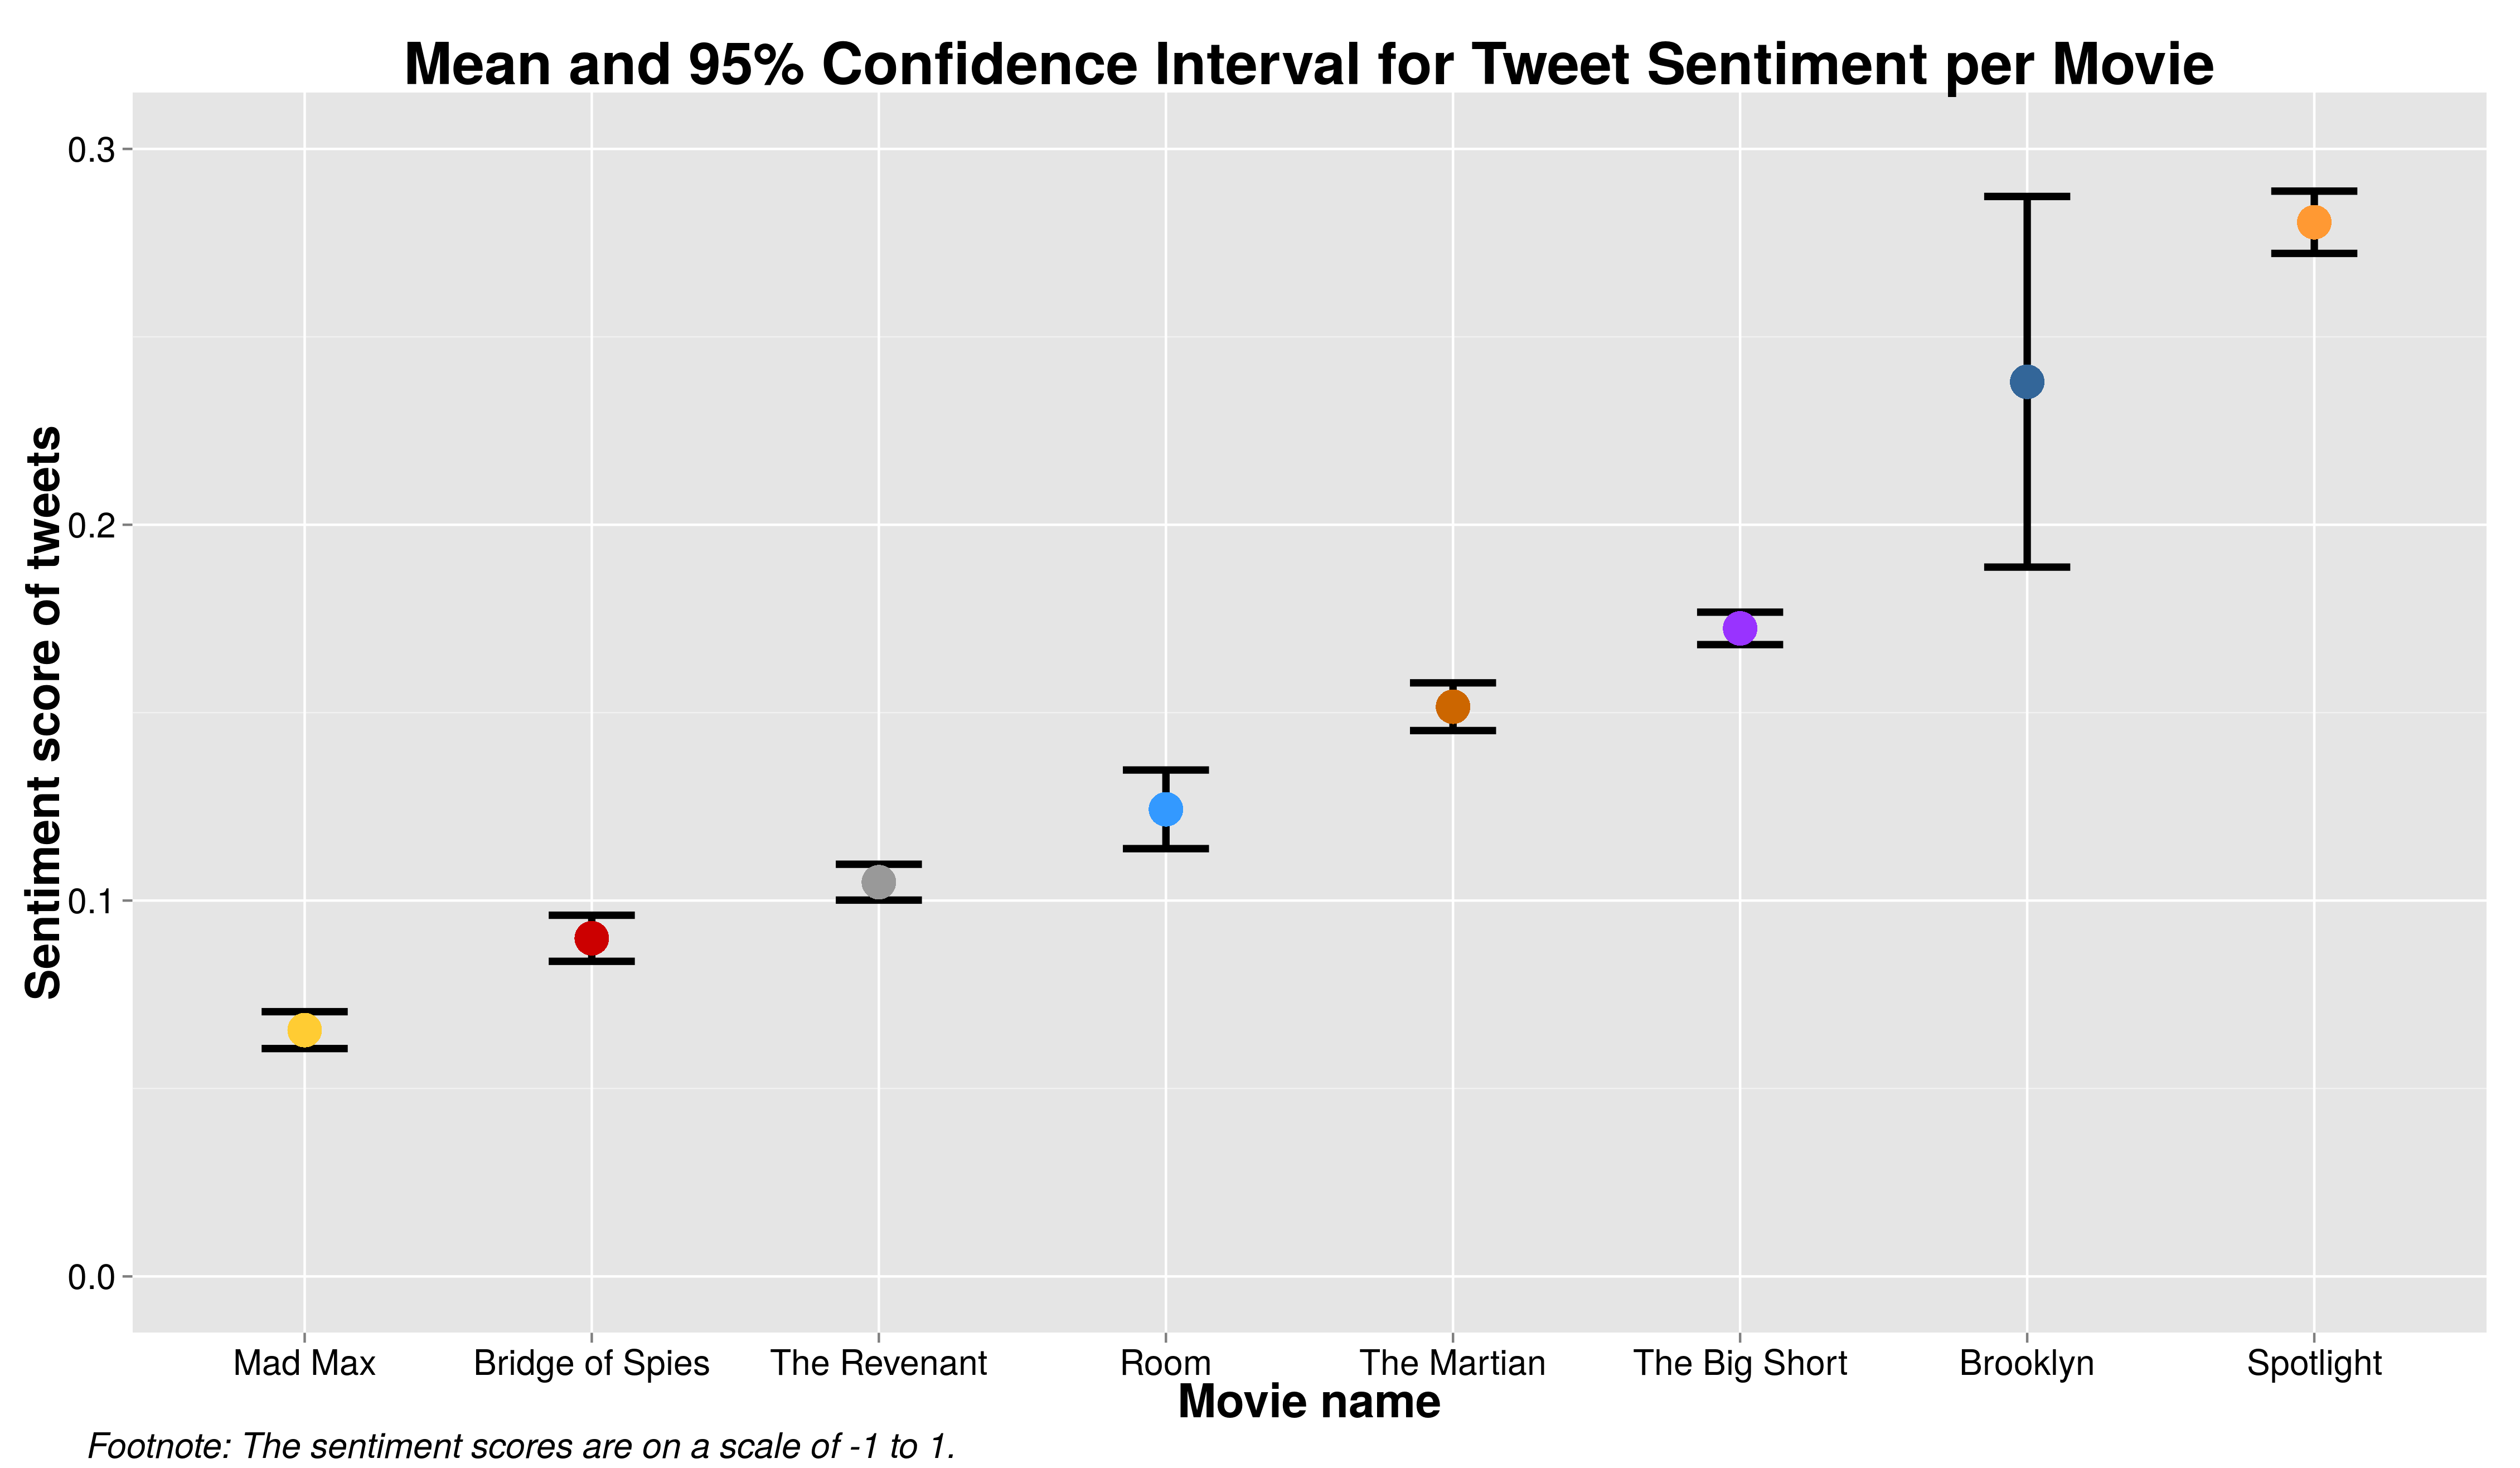 Mean and 95% Confidence Interval for Tweet Sentiment per Movie
Sentiment score of tweets
0.3
0.2
0.1
0.0
Mad Max Bridge of Spies The Revenant Room The Martian The Big Short Brooklyn Spotlight
Movie name
Footnote: The sentiment scores are on a scale of -1 to 1.